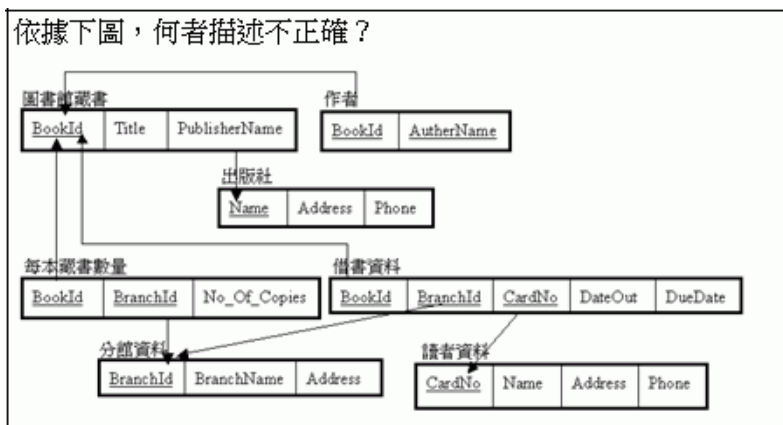 依據下圖，何者描述不正確？
圖書館藏書
BookId Title PublisherName
作者
BookId AutherName
出版社
Name Address Phone
每本藏書數量
BookId BranchId No_Of_Copies
借書資料
BookId BranchId CardNo DateOut DueDate
分館資料
BranchId BranchName Address
讀者資料
CardNo Name Address Phone